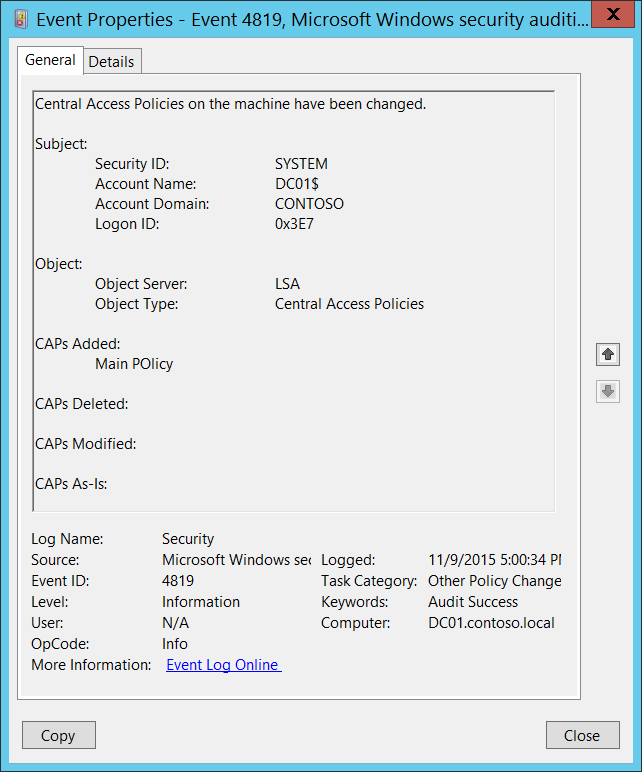 Event Properties - Event 4819, Microsoft Windows security auditi...
General Details
Central Access Policies on the machine have been changed.
Subject:
Security ID: SYSTEM
Account Name: DC01$
Account Domain: CONTOSO
Logon ID: 0x3E7
Object:
Object Server: LSA
Object Type: Central Access Policies
CAPs Added:
Main POlicy
CAPs Deleted:
CAPs Modified:
CAPs As-Is:
Log Name: Security
Source: Microsoft Windows sec Logged: 11/9/2015 5:00:34 PM
Event ID: 4819 Task Category: Other Policy Change
Level: Information Keywords: Audit Success
User: N/A Computer: DC01.contoso.local
OpCode: Info
More Information: Event Log Online
Copy Close